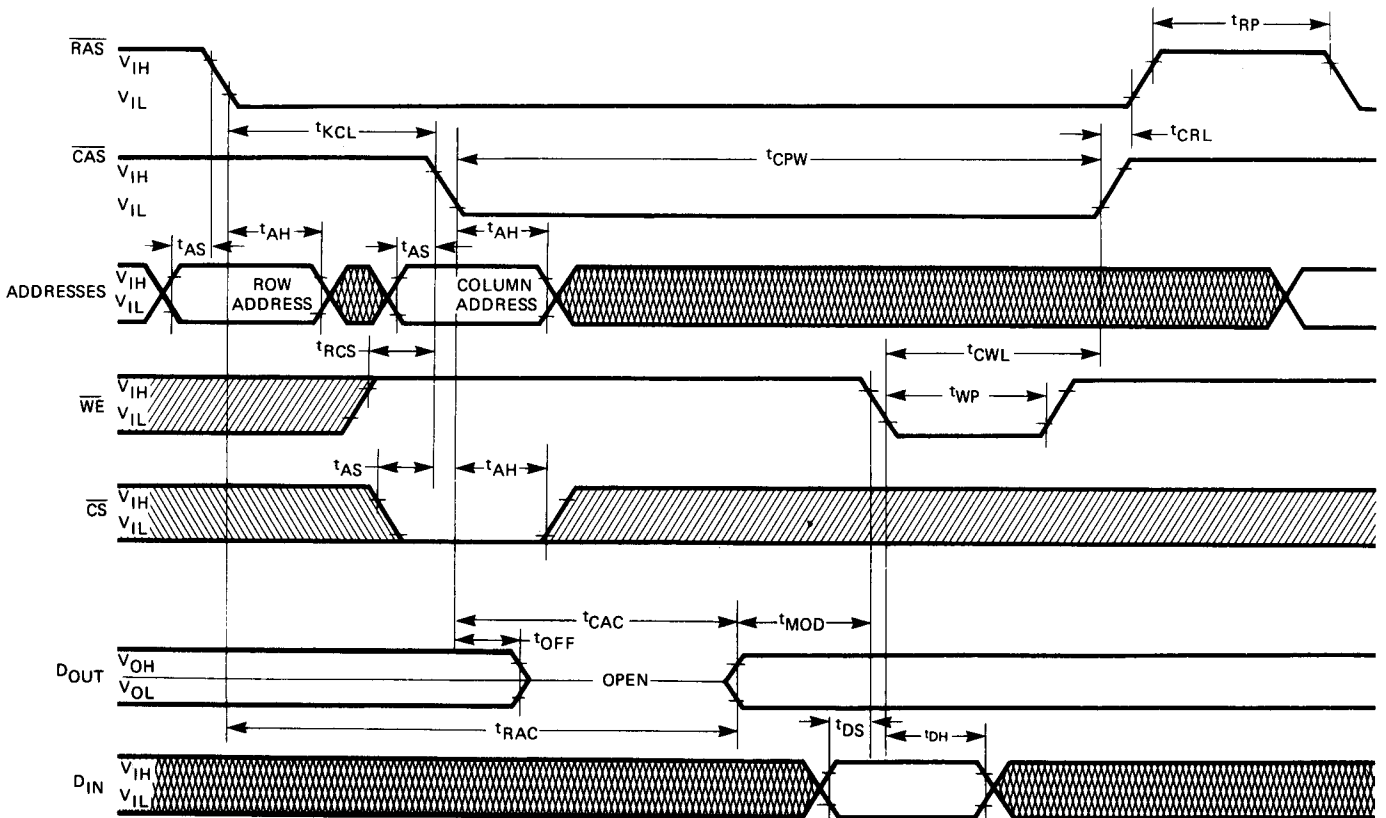 tRP
RAS
VIH
VIL
tKCL
tCRL
CAS
VIH
VIL
tCPW
tAS
tAH
tAS
tAH
ADDRESSES
VIH
VIL
ROW
ADDRESS
COLUMN
ADDRESS
tRCS
tCWL
WE
VIH
VIL
tWP
tAS
tAH
CS
VIH
VIL
tCAC
tMOD
tOFF
DOUT
VOH
VOL
OPEN
tRAC
tDS
tDH
DIN
VIH
VIL